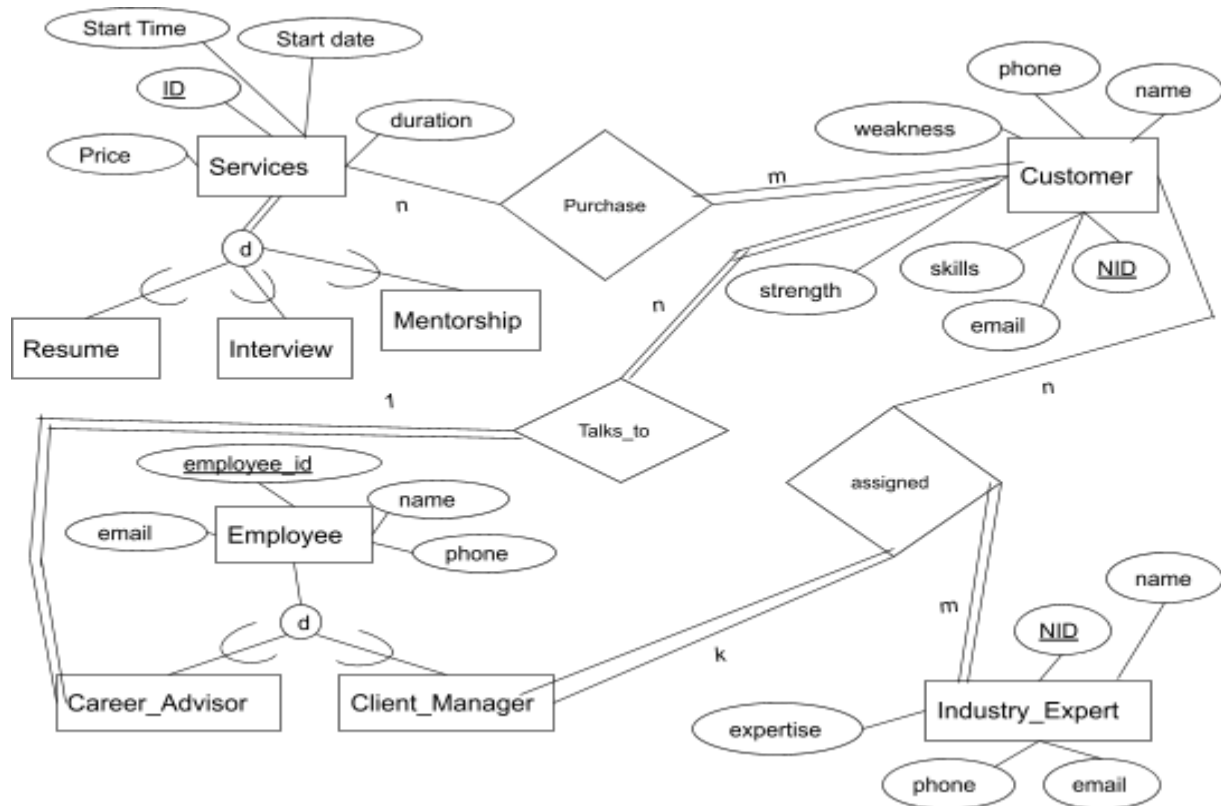 Start Time
Start date
phone
ID
name
duration
weakness
Price
Services
m
Customer
n
Purchase
d
skills
NID
strength
n
Mentorship
email
Resume
Interview
n
1
Talks_to
employee_id
assigned
name
email
Employee
phone
name
m
d
NID
k
Career_Advisor
Client_Manager
Industry_Expert
expertise
phone
email